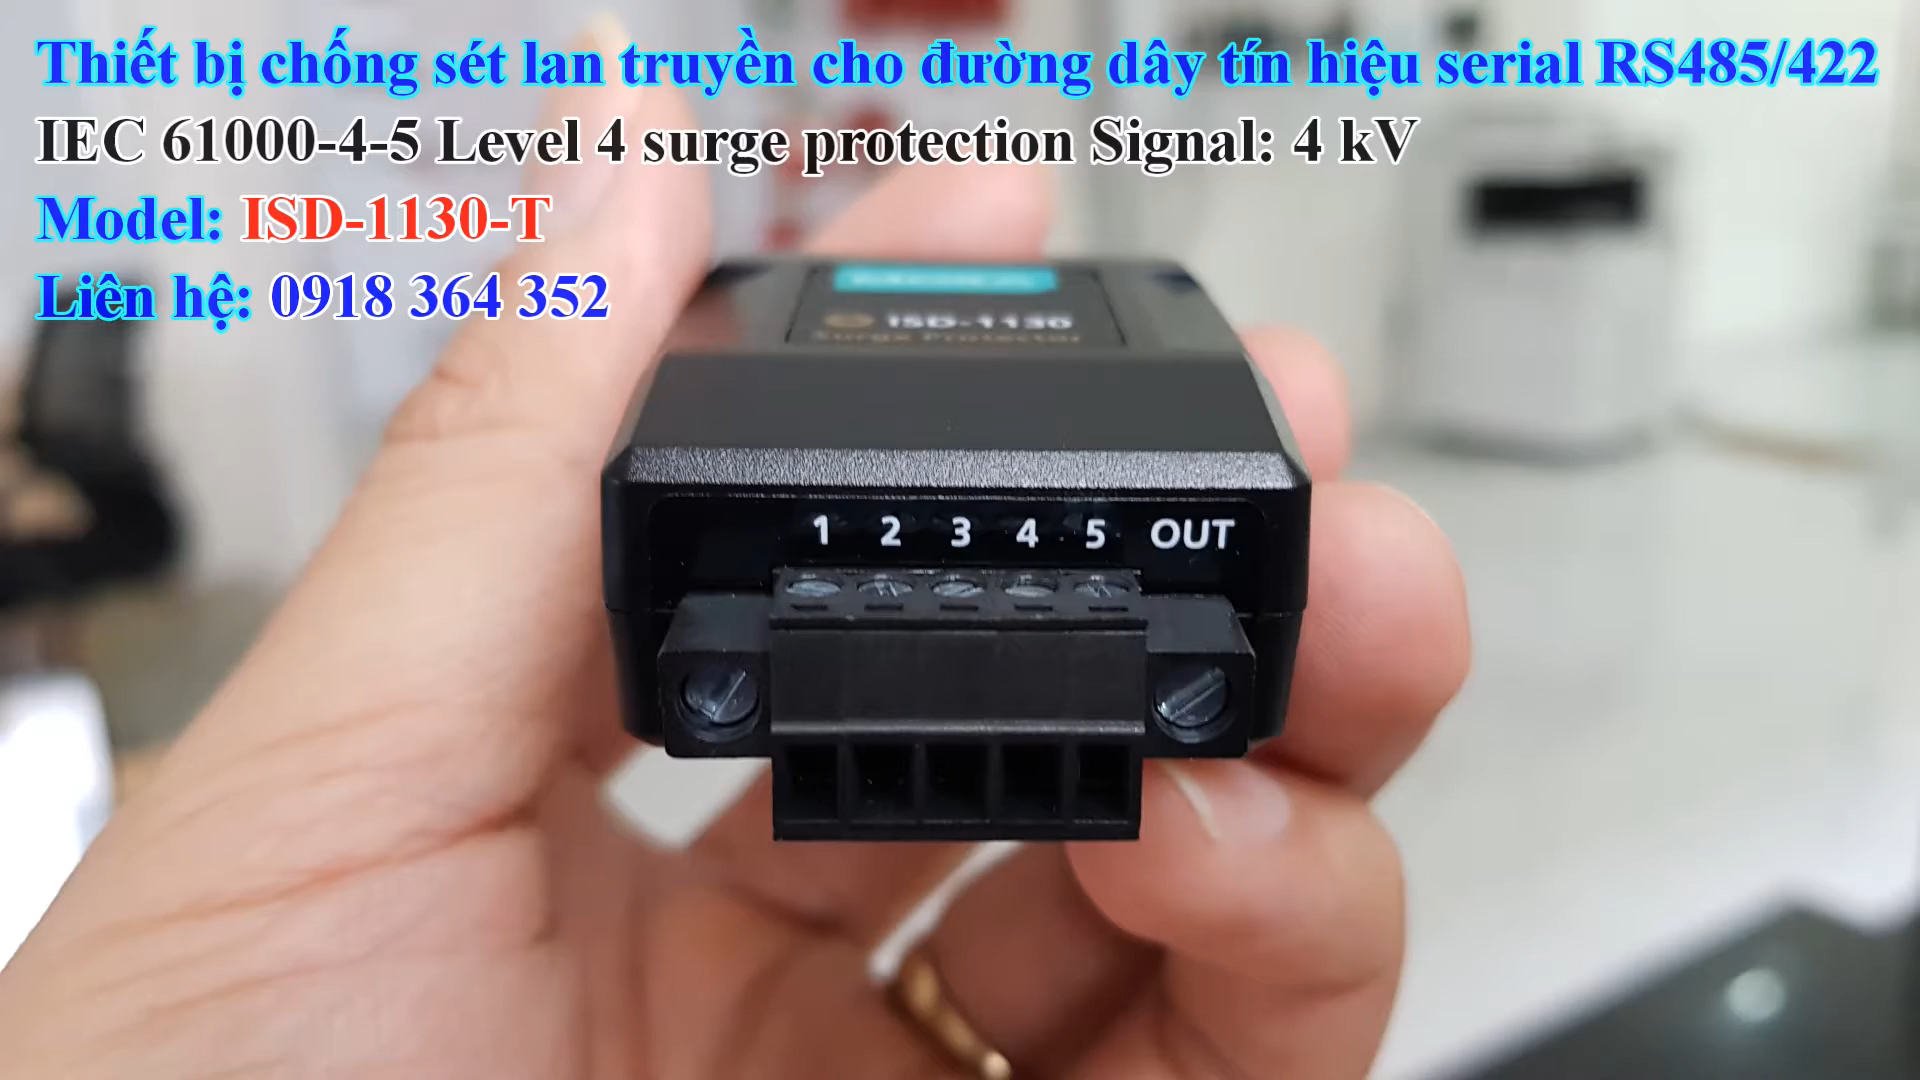 Thiết bị chống sét lan truyền cho đường dây tín hiệu serial RS485/422
IEC 61000-4-5 Level 4 surge protection Signal: 4 kV
Model: ISD-1130-T
Liên hệ: 0918 364 352
ISD-1130
Surge Protector
1 2 3 4 5 OUT